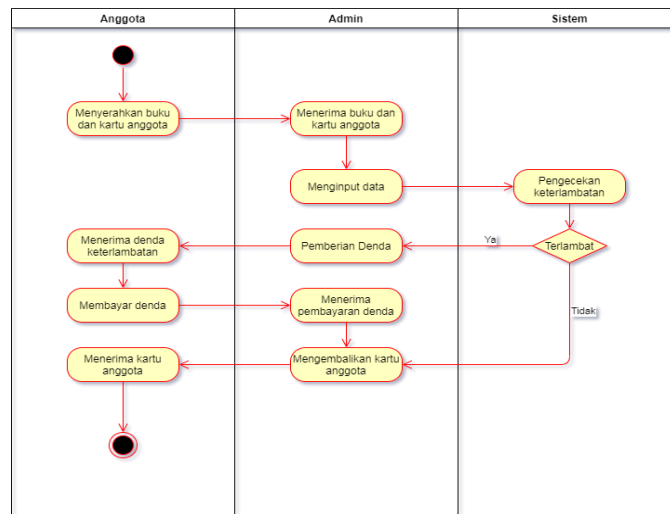 Anggota
Admin
Sistem
Menyerahkan buku
dan kartu anggota
Menerima buku dan
kartu anggota
Menginput data
Pengecekan
keterlambatan
Menerima denda
keterlambatan
Pemberian Denda
Ya
Terlambat
Membayar denda
Menerima
pembayaran denda
Tidak
Menerima kartu
anggota
Mengembalikan kartu
anggota